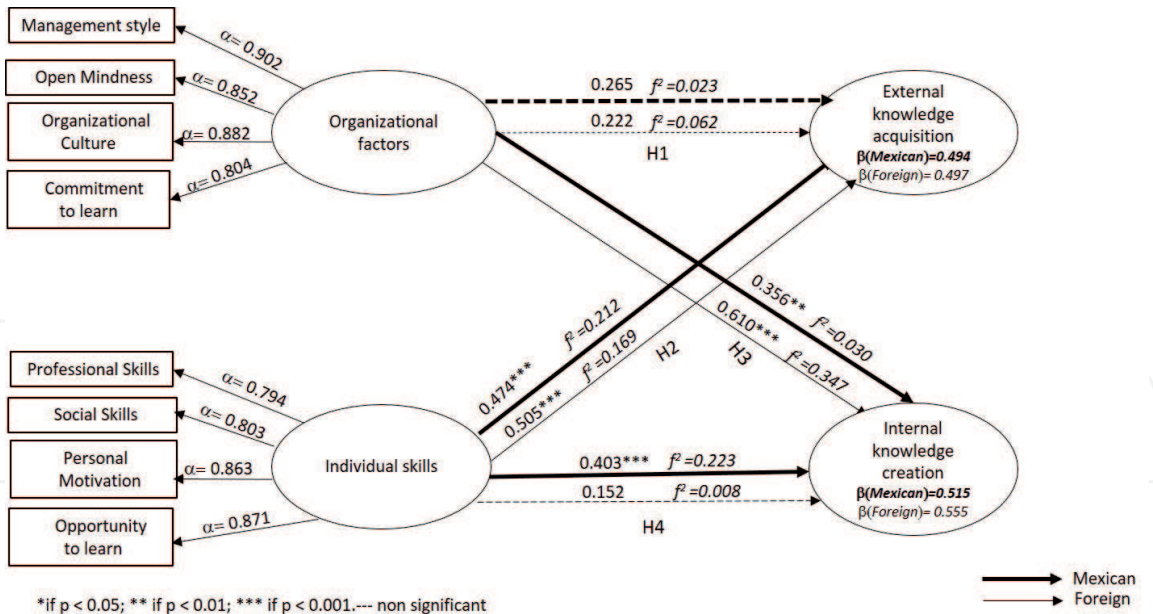 Management style
Open Mindness
Organizational
Culture
Commitment
to learn
α= 0.902
α= 0.852
α= 0.882
α= 0.804
Organizational
factors
0.265 f²=0.023
0.222 f²=0.062
H1
External
knowledge
acquisition
β(Mexican)=0.494
β(Foreign)= 0.497
0.356** f²=0.030
0.610*** f²=0.347
H3
0.474*** f²=0.212
0.505*** f²=0.169
H2
Professional Skills
Social Skills
Personal
Motivation
Opportunity
to learn
α= 0.794
α= 0.803
α= 0.863
α= 0.871
Individual skills
0.403*** f²=0.223
0.152 f²=0.008
H4
Internal
knowledge
creation
β(Mexican)=0.515
β(Foreign)= 0.555
Mexican
Foreign
*if p < 0.05; ** if p < 0.01; *** if p < 0.001.--- non significant